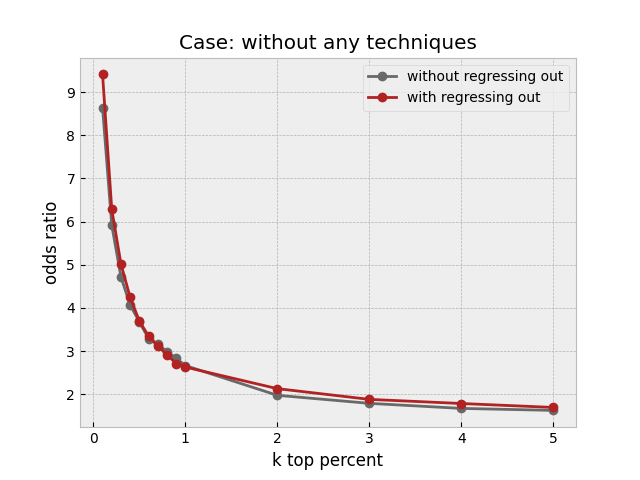 Case: without any techniques
without regressing out
with regressing out
odds ratio
9
8
7
6
5
4
3
2
0 1 2 3 4 5
k top percent